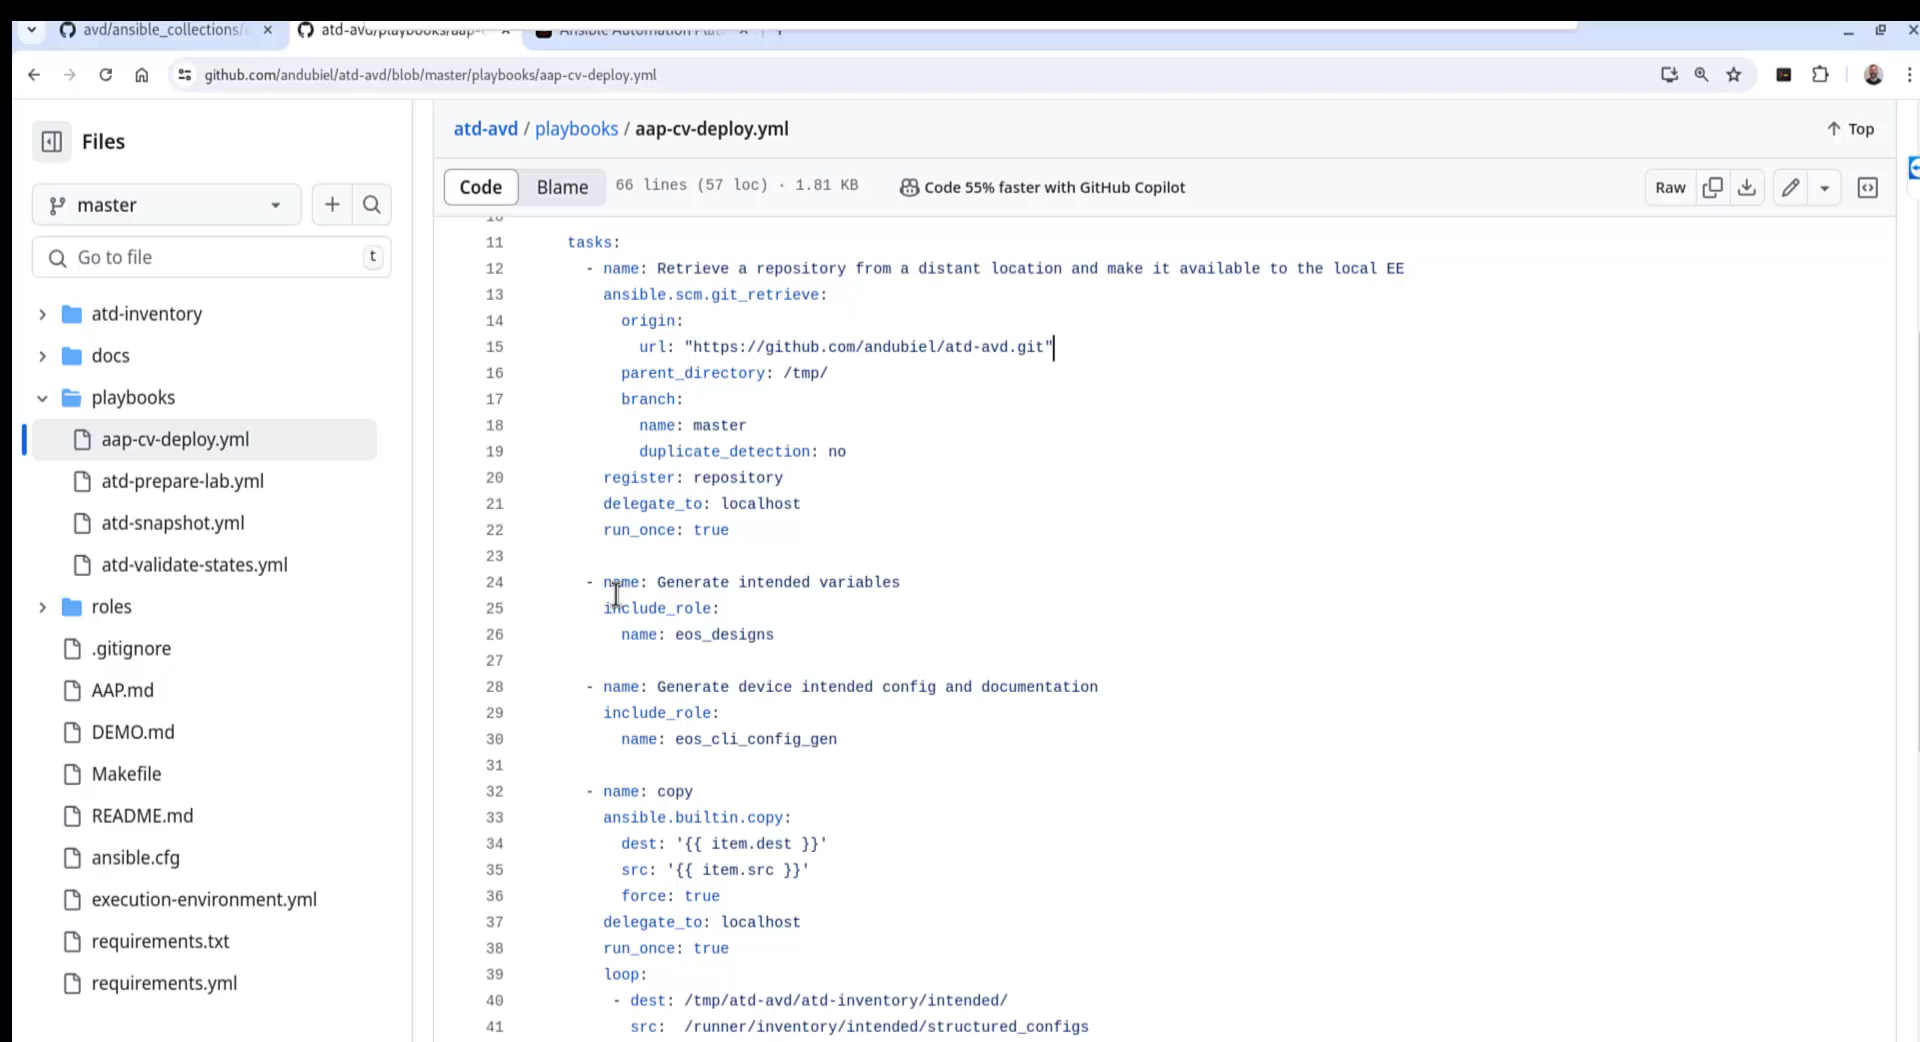 avd/ansible_collections/
atd-avd/playbooks/aap-c
Ansible Automation Plat
github.com/andubiel/atd-avd/blob/master/playbooks/aap-cv-deploy.yml
Files
master
Go to file
t
atd-inventory
docs
playbooks
aap-cv-deploy.yml
atd-prepare-lab.yml
atd-snapshot.yml
atd-validate-states.yml
roles
.gitignore
AAP.md
DEMO.md
Makefile
README.md
ansible.cfg
execution-environment.yml
requirements.txt
requirements.yml
atd-avd / playbooks / aap-cv-deploy.yml
Top
Code
Blame
66 lines (57 loc) · 1.81 KB
Code 55% faster with GitHub Copilot
Raw
10
11 tasks:
12 - name: Retrieve a repository from a distant location and make it available to the local EE
13 ansible.scm.git_retrieve:
14 origin:
15 url: "https://github.com/andubiel/atd-avd.git"
16 parent_directory: /tmp/
17 branch:
18 name: master
19 duplicate_detection: no
20 register: repository
21 delegate_to: localhost
22 run_once: true
23
24 - name: Generate intended variables
25 include_role:
26 name: eos_designs
27
28 - name: Generate device intended config and documentation
29 include_role:
30 name: eos_cli_config_gen
31
32 - name: copy
33 ansible.builtin.copy:
34 dest: '{{ item.dest }}'
35 src: '{{ item.src }}'
36 force: true
37 delegate_to: localhost
38 run_once: true
39 loop:
40 - dest: /tmp/atd-avd/atd-inventory/intended/
41 src: /runner/inventory/intended/structured_configs